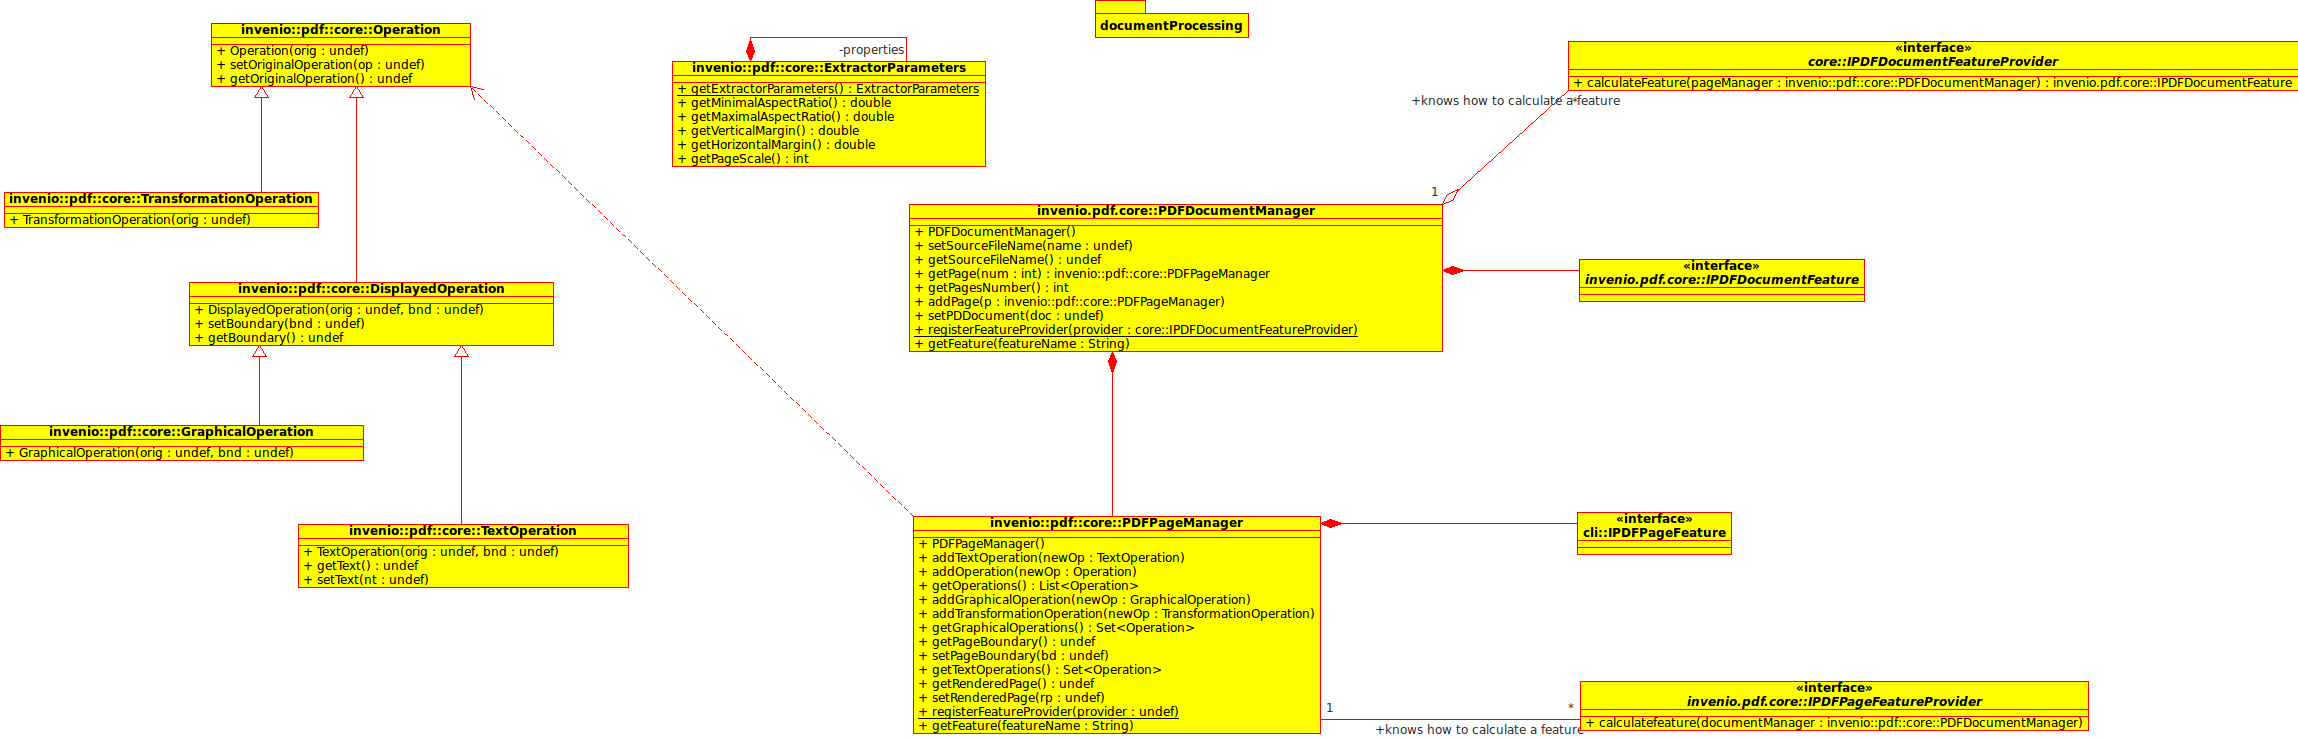 invenio::pdf::core::Operation
+ Operation(orig : undef)
+ setOriginalOperation(op : undef)
+ getOriginalOperation() : undef
-properties
invenio::pdf::core::ExtractorParameters
+ getExtractorParameters() : ExtractorParameters
+ getMinimalAspectRatio() : double
+ getMaximalAspectRatio() : double
+ getVerticalMargin() : double
+ getHorizontalMargin() : double
+ getPageScale() : int
documentProcessing
«interface»
core::IPDFDocumentFeatureProvider
+ calculateFeature(pageManager : invenio::pdf::core::PDFDocumentManager) : invenio.pdf.core::IPDFDocumentFeature
+knows how to calculate a feature
*
1
invenio::pdf::core::TransformationOperation
+ TransformationOperation(orig : undef)
invenio.pdf.core::PDFDocumentManager
+ PDFDocumentManager()
+ setSourceFileName(name : undef)
+ getSourceFileName() : undef
+ getPage(num : int) : invenio::pdf::core::PDFPageManager
+ getPagesNumber() : int
+ addPage(p : invenio::pdf::core::PDFPageManager)
+ setPDDocument(doc : undef)
+ registerFeatureProvider(provider : core::IPDFDocumentFeatureProvider)
+ getFeature(featureName : String)
«interface»
invenio.pdf.core::IPDFDocumentFeature
invenio::pdf::core::DisplayedOperation
+ DisplayedOperation(orig : undef, bnd : undef)
+ setBoundary(bnd : undef)
+ getBoundary() : undef
invenio::pdf::core::GraphicalOperation
+ GraphicalOperation(orig : undef, bnd : undef)
invenio::pdf::core::TextOperation
+ TextOperation(orig : undef, bnd : undef)
+ getText() : undef
+ setText(nt : undef)
invenio::pdf::core::PDFPageManager
+ PDFPageManager()
+ addTextOperation(newOp : TextOperation)
+ addOperation(newOp : Operation)
+ getOperations() : List<Operation>
+ addGraphicalOperation(newOp : GraphicalOperation)
+ addTransformationOperation(newOp : TransformationOperation)
+ getGraphicalOperations() : Set<Operation>
+ getPageBoundary() : undef
+ setPageBoundary(bd : undef)
+ getTextOperations() : Set<Operation>
+ getRenderedPage() : undef
+ setRenderedPage(rp : undef)
+ registerFeatureProvider(provider : undef)
+ getFeature(featureName : String)
«interface»
cli::IPDFPageFeature
1
*
+knows how to calculate a feature
«interface»
invenio.pdf.core::IPDFPageFeatureProvider
+ calculatefeature(documentManager : invenio::pdf::core::PDFDocumentManager)